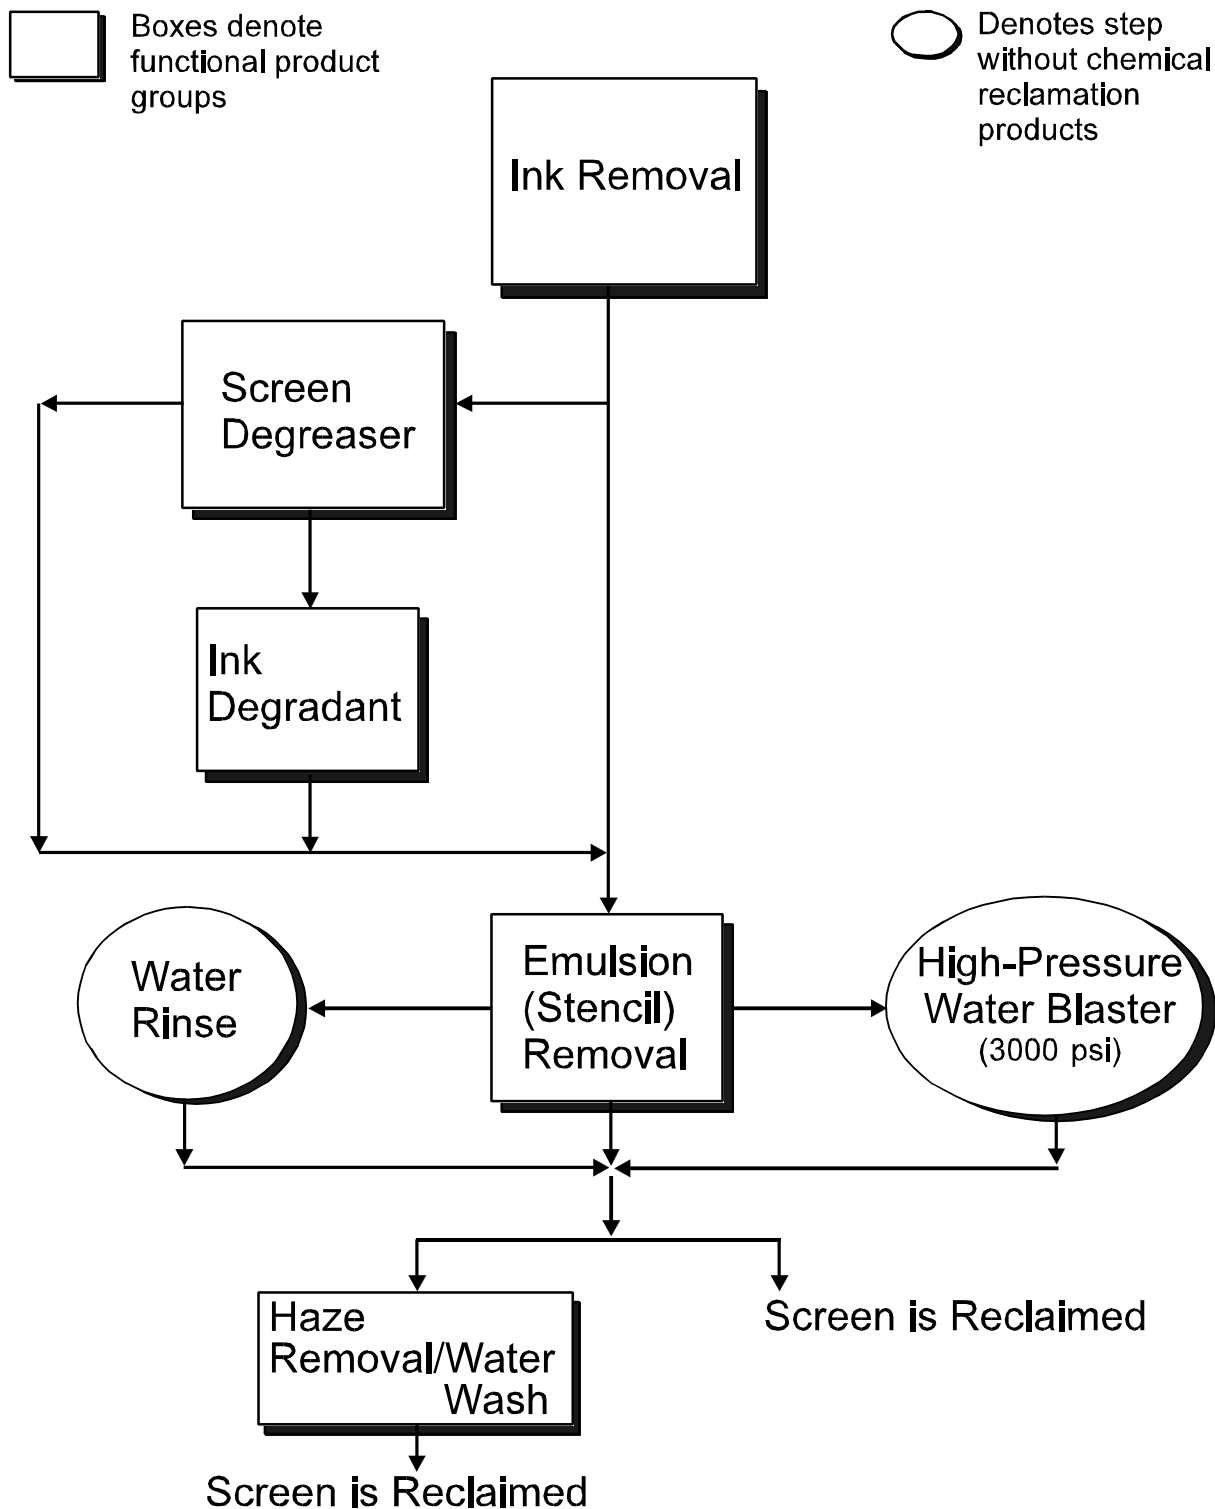 Boxes denote
functional product
groups
Denotes step
without chemical
reclamation
products
Ink Removal
Screen
Degreaser
Ink
Degradant
Water
Rinse
Emulsion
(Stencil)
Removal
High-Pressure
Water Blaster
(3000 psi)
Haze
Removal/Water
Wash
Screen is Reclaimed
Screen is Reclaimed